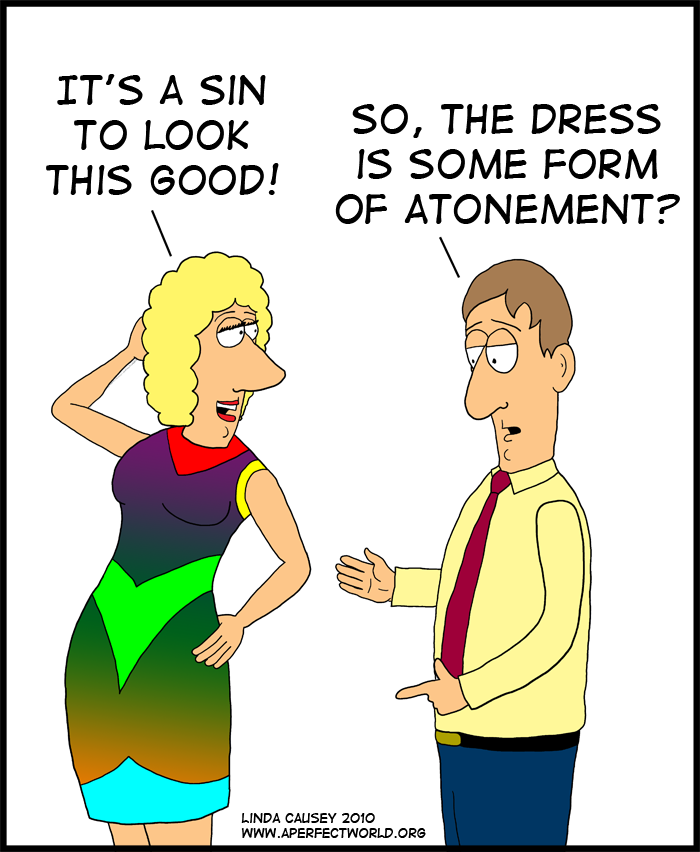 IT'S A SIN
TO LOOK
THIS GOOD!
SO, THE DRESS
IS SOME FORM
OF ATONEMENT?
LINDA CAUSEY 2010
WWW.APERFECTWORLD.ORG